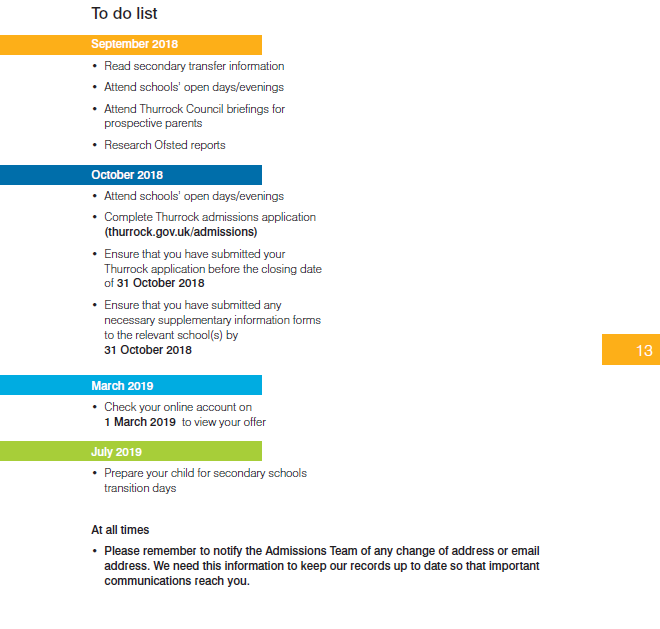 To do list
September 2018
• Read secondary transfer information
• Attend schools' open days/evenings
• Attend Thurrock Council briefings for
prospective parents
• Research Ofsted reports
October 2018
• Attend schools' open days/evenings
• Complete Thurrock admissions application
(thurrock.gov.uk/admissions)
• Ensure that you have submitted your
Thurrock application before the closing date
of 31 October 2018
• Ensure that you have submitted any
necessary supplementary information forms
to the relevant school(s) by
31 October 2018
13
March 2019
• Check your online account on
1 March 2019 to view your offer
July 2019
• Prepare your child for secondary schools
transition days
At all times
• Please remember to notify the Admissions Team of any change of address or email
address. We need this information to keep our records up to date so that important
communications reach you.